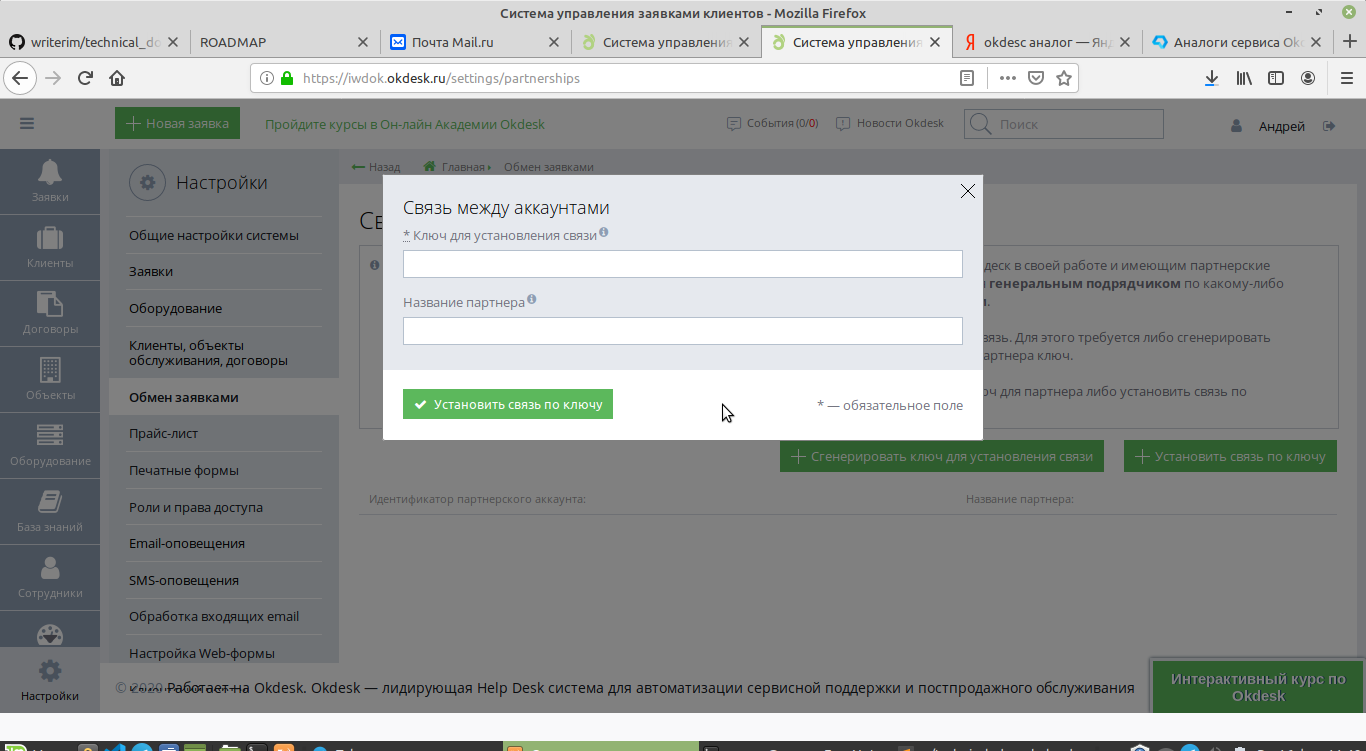 Система управления заявками клиентов - Mozilla Firefox
writerim/technical_do
ROADMAP
Почта Mail.ru
Система управления
Система управления
okdesc аналог — Янд
Аналоги сервиса Okd
https://iwdok.okdesk.ru/settings/partnerships
Новая заявка
Пройдите курсы в Он-лайн Академии Okdesk
События (0/0)
Новости Okdesk
Поиск
Андрей
Заявки
Клиенты
Договоры
Объекты
Оборудование
База знаний
Сотрудники
Настройки
Настройки
Общие настройки системы
Заявки
Оборудование
Клиенты, объекты
обслуживания, договоры
Обмен заявками
Прайс-лист
Печатные формы
Роли и права доступа
Email-оповещения
SMS-оповещения
Обработка входящих email
Настройка Web-формы
Назад
Главная
Обмен заявками
Св
Связь между аккаунтами
* Ключ для установления связи
Название партнера
Установить связь по ключу
* — обязательное поле
деск в своей работе и имеющим партнерские
генеральным подрядчиком по какому-либо
вязь. Для этого требуется либо сгенерировать
артнера ключ.
юч для партнера либо установить связь по
Сгенерировать ключ для установления связи
Установить связь по ключу
Идентификатор партнерского аккаунта:
Название партнера:
© 2020 Работает на Okdesk. Okdesk — лидирующая Help Desk система для автоматизации сервисной поддержки и постпродажного обслуживания
Интерактивный курс по
Okdesk